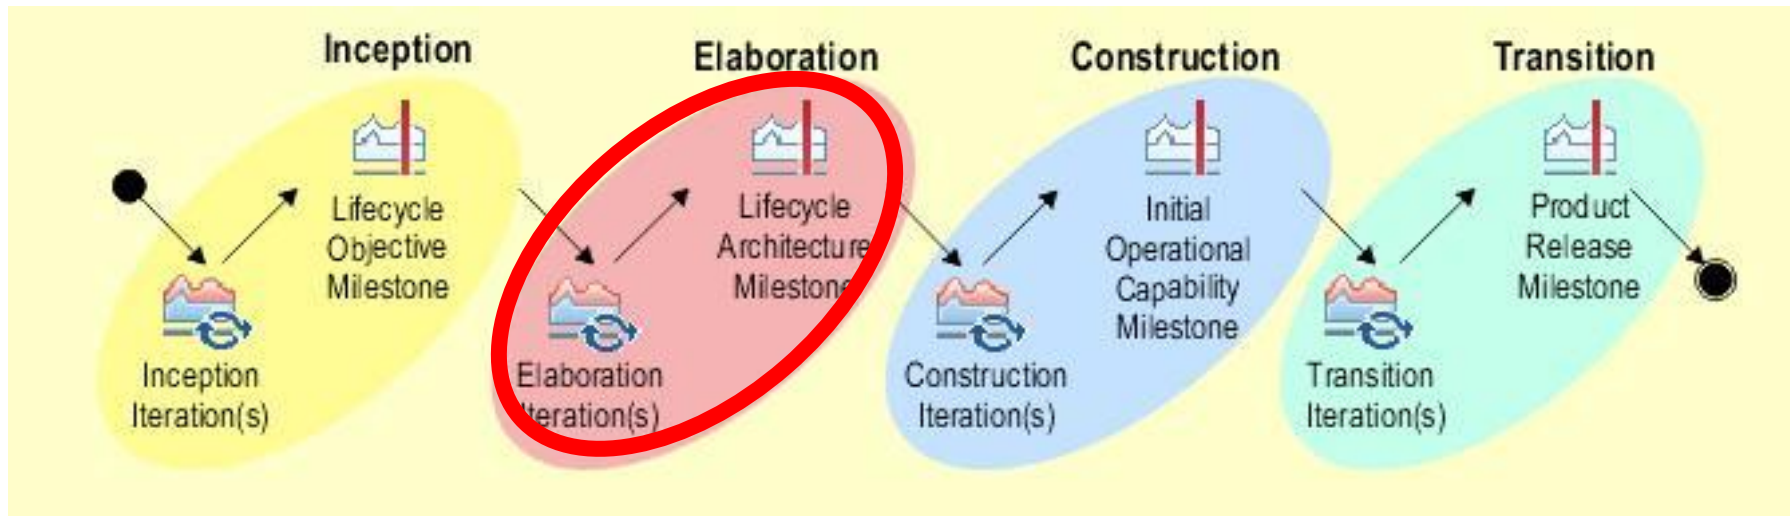 Inception
Elaboration
Construction
Transition
Lifecycle
Objective
Milestone
Inception
Iteration(s)
Lifecycle
Architecture
Milestone
Elaboration
Iteration(s)
Initial
Operational
Capability
Milestone
Construction
Iteration(s)
Product
Release
Milestone
Transition
Iteration(s)